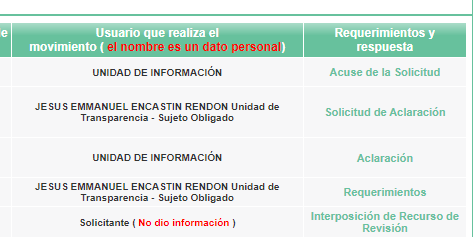 de
Usuario que realiza el
movimiento ( el nombre es un dato personal)
Requerimientos y
respuesta
UNIDAD DE INFORMACIÓN
Acuse de la Solicitud
JESUS EMMANUEL ENCASTIN RENDON Unidad de
Transparencia - Sujeto Obligado
Solicitud de Aclaración
UNIDAD DE INFORMACIÓN
Aclaración
JESUS EMMANUEL ENCASTIN RENDON Unidad de
Transparencia - Sujeto Obligado
Requerimientos
Solicitante ( No dio información )
Interposición de Recurso de
Revisión